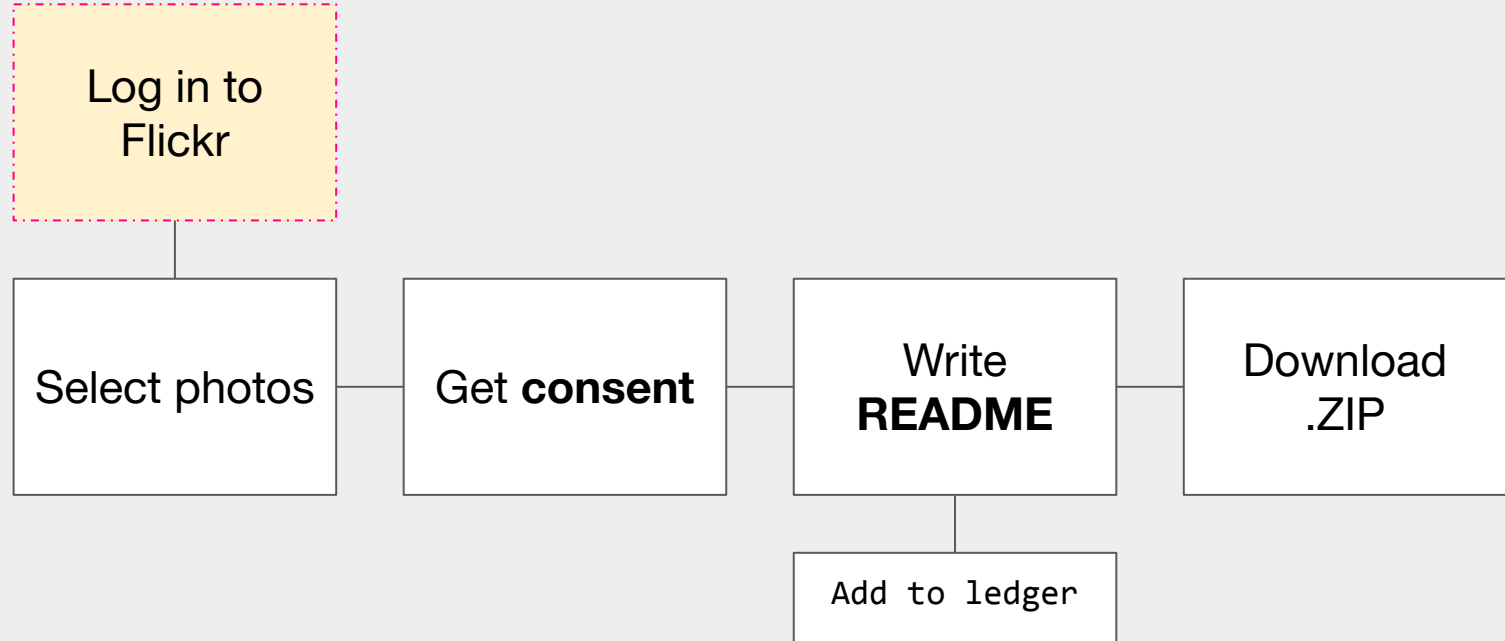 Log in to
Flickr
Select photos
Get consent
Write
README
Download
.ZIP
Add to ledger